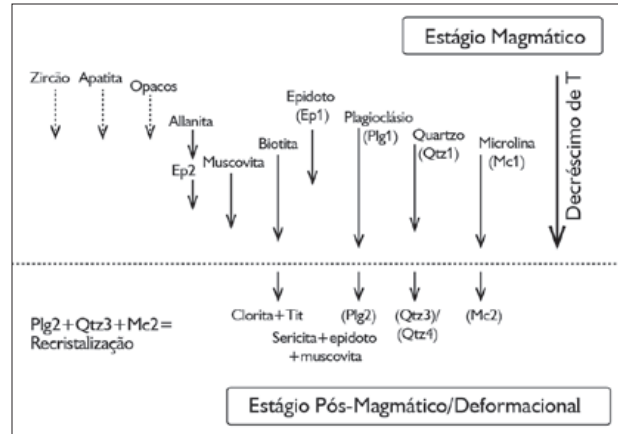 Estágio Magmático
Zircão Apatita Opacos
Allanita
Epidoto
(Ep1)
Plagioclásio
(Plg1)
Quartzo
(Qtz1)
Microlina
(Mc1)
Biotita
Muscovita
Ep2
Decréscimo de T
Clorita+Tit
(Plg2)
(Qtz3)/
(Qtz4)
(Mc2)
Sericita+epidoto
+muscovita
Plg2+Qtz3+Mc2=
Recristalização
Estágio Pós-Magmático/Deformacional